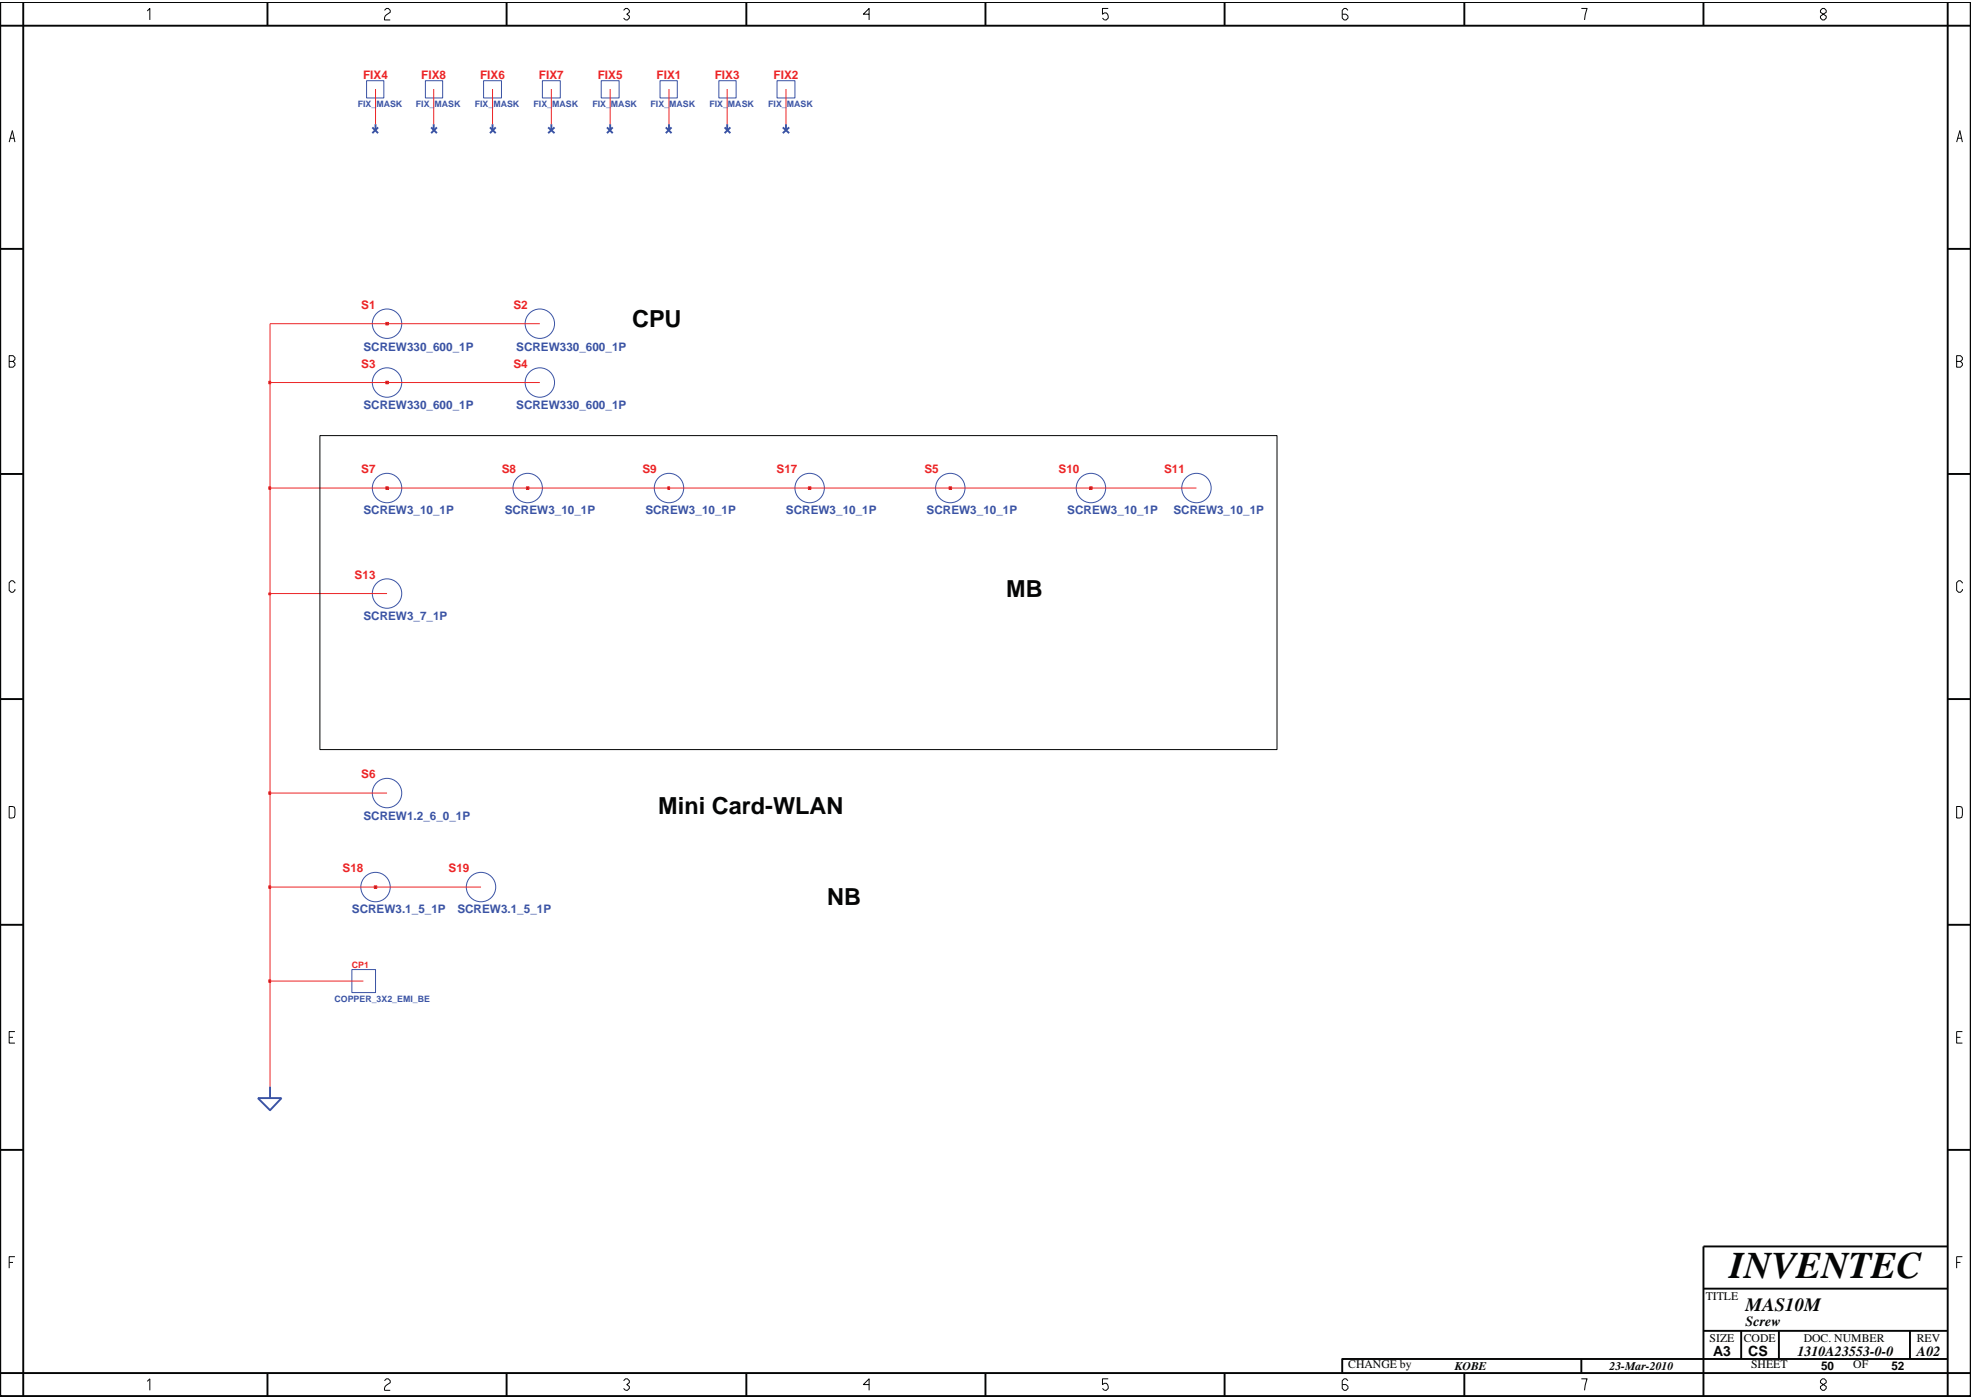 1 2 3 4 5 6 7 8
FIX4 FIX8 FIX6 FIX7 FIX5 FIX1 FIX3 FIX2
FIX_MASK FIX_MASK FIX_MASK FIX_MASK FIX_MASK FIX_MASK FIX_MASK FIX_MASK
A A
S1 S2
CPU
SCREW330_600_1P SCREW330_600_1P
B B
S3 S4
SCREW330_600_1P SCREW330_600_1P
S7 S8 S9 S17 S5 S10 S11
SCREW3_10_1P SCREW3_10_1P SCREW3_10_1P SCREW3_10_1P SCREW3_10_1P SCREW3_10_1P SCREW3_10_1P
S13
C MB C
SCREW3_7_1P
S6
Mini Card-WLAN
D D
SCREW1.2_6_0_1P
S18 S19
NB
SCREW3.1_5_1P SCREW3.1_5_1P
CP1
COPPER_3X2_EMI_BE
E E
F F
INVENTEC
TITLE MAS10M
Screw
SIZE CODE DOC. NUMBER REV
A3 CS 1310A23553-0-0 A02
CHANGE by KOBE 23-Mar-2010 SHEET 50 OF 52
1 2 3 4 5 6 7 8